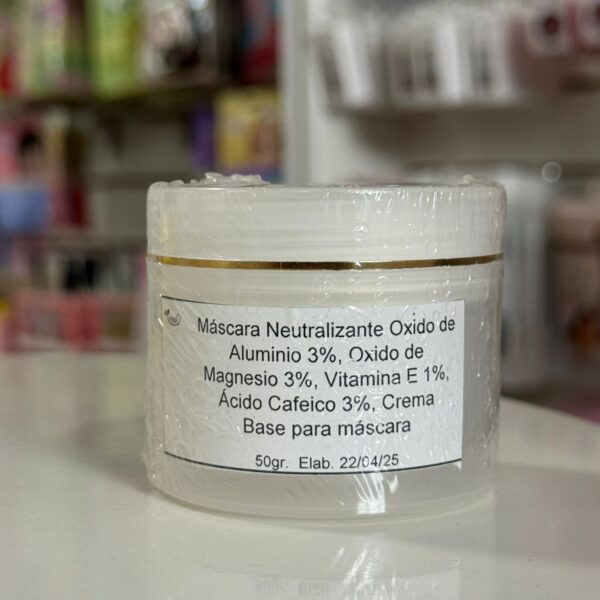 Máscara Neutralizante Oxido de
Aluminio 3%, Oxido de
Magnesio 3%, Vitamina E 1%,
Ácido Cafeico 3%, Crema
Base para máscara
50gr. Elab. 22/04/25